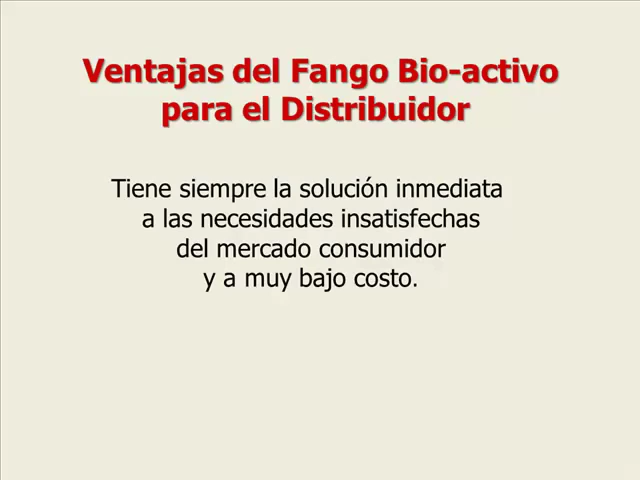 Ventajas del Fango Bio-activo
para el Distribuidor
Tiene siempre la solución inmediata
a las necesidades insatisfechas
del mercado consumidor
y a muy bajo costo.